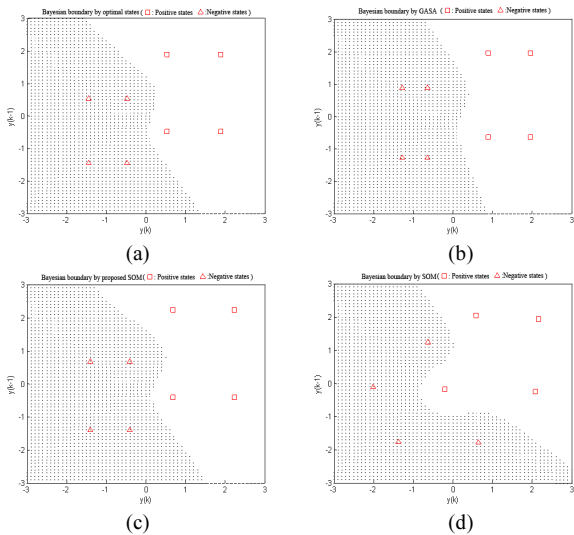 Bayesian boundary by optimal states ( □ : Positive states △ :Negative states )
3
2
1
0
-1
-2
-3
y(k-1)
-3 -2 -1 0 1 2 3
y(k)
(a)
Bayesian boundary by GASA ( □ : Positive states △ :Negative states )
3
2
1
0
-1
-2
-3
y(k-1)
-3 -2 -1 0 1 2 3
y(k)
(b)
Bayesian boundary by proposed SOM( □ : Positive states △ :Negative states )
3
2
1
0
-1
-2
-3
y(k-1)
-3 -2 -1 0 1 2 3
y(k)
(c)
Bayesian boundary by SOM( □ : Positive states △ :Negative states )
3
2
1
0
-1
-2
-3
y(k-1)
-3 -2 -1 0 1 2 3
y(k)
(d)